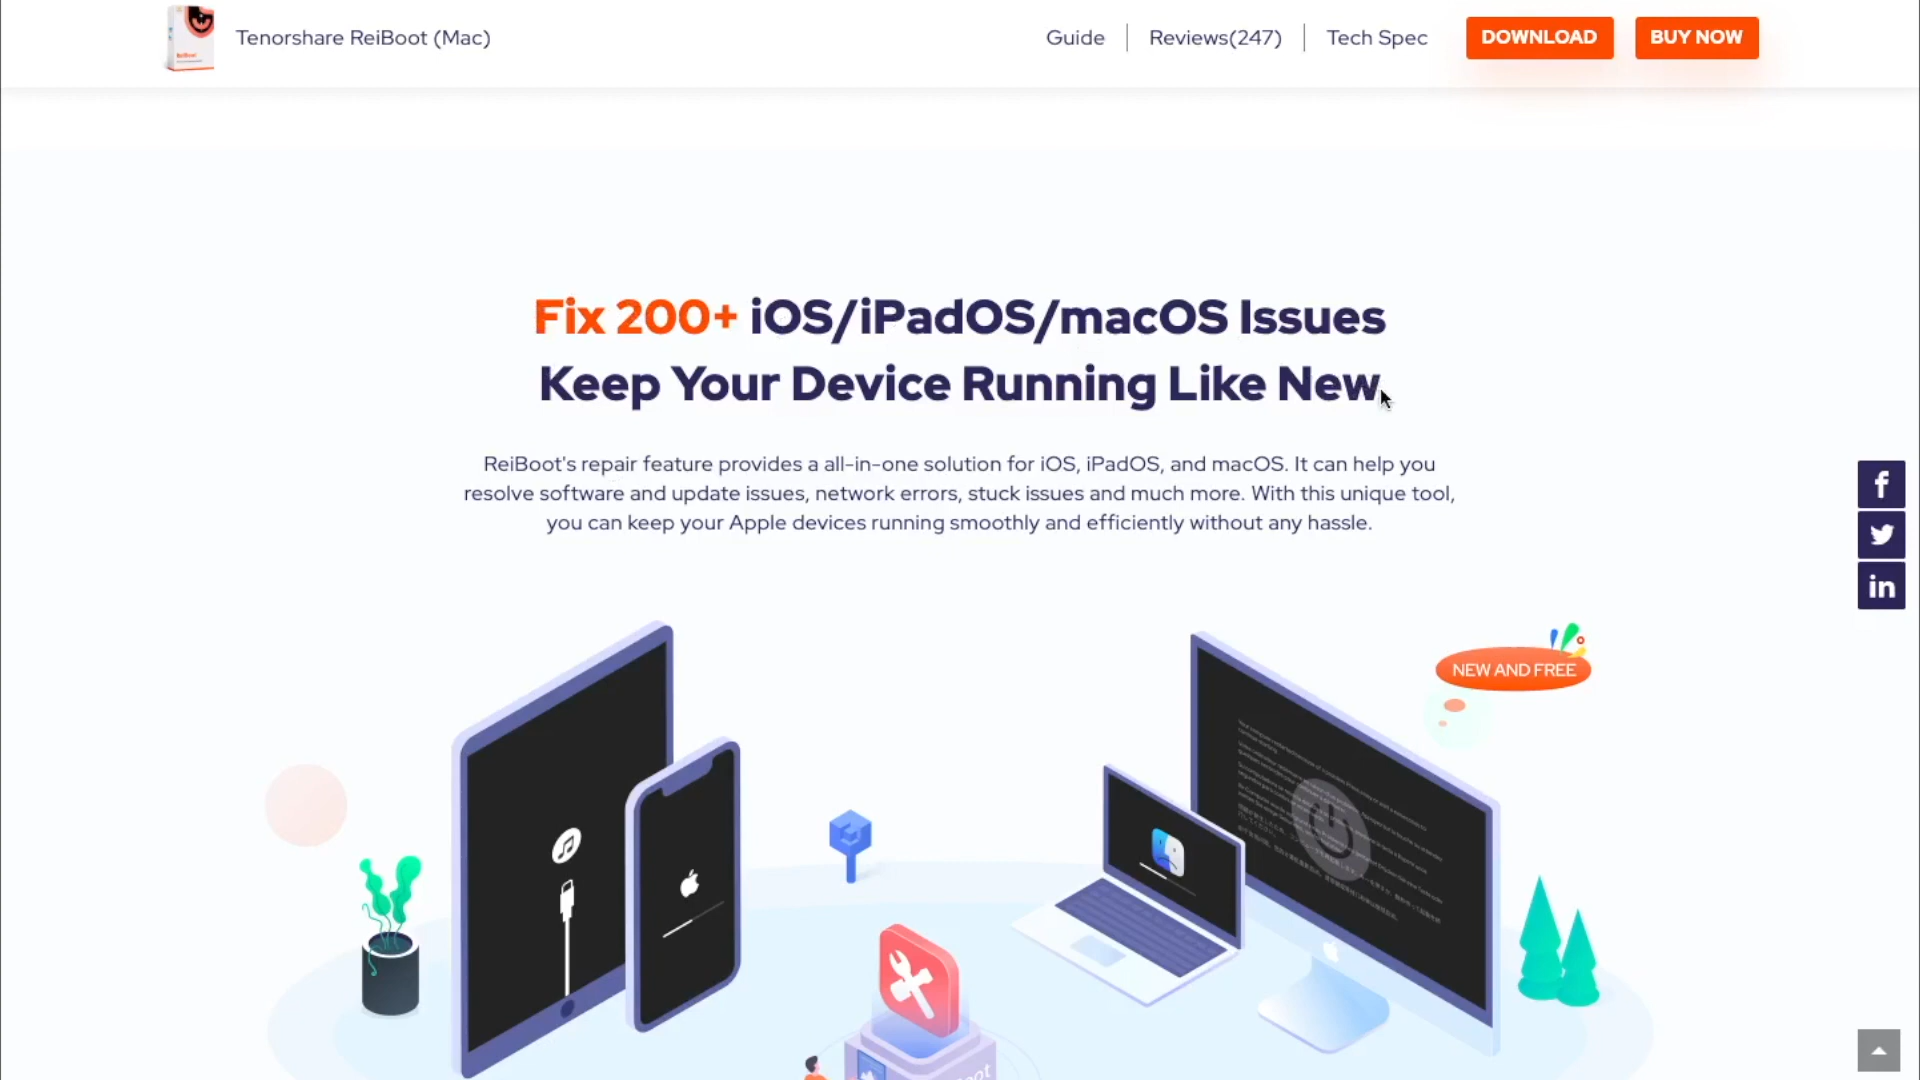 Tenorshare ReiBoot (Mac)
Guide
Reviews(247)
Tech Spec
DOWNLOAD
BUY NOW
Fix 200+ iOS/iPadOS/macOS Issues
Keep Your Device Running Like New
ReiBoot's repair feature provides a all-in-one solution for iOS, iPadOS, and macOS. It can help you
resolve software and update issues, network errors, stuck issues and much more. With this unique tool,
you can keep your Apple devices running smoothly and efficiently without any hassle.
NEW AND FREE